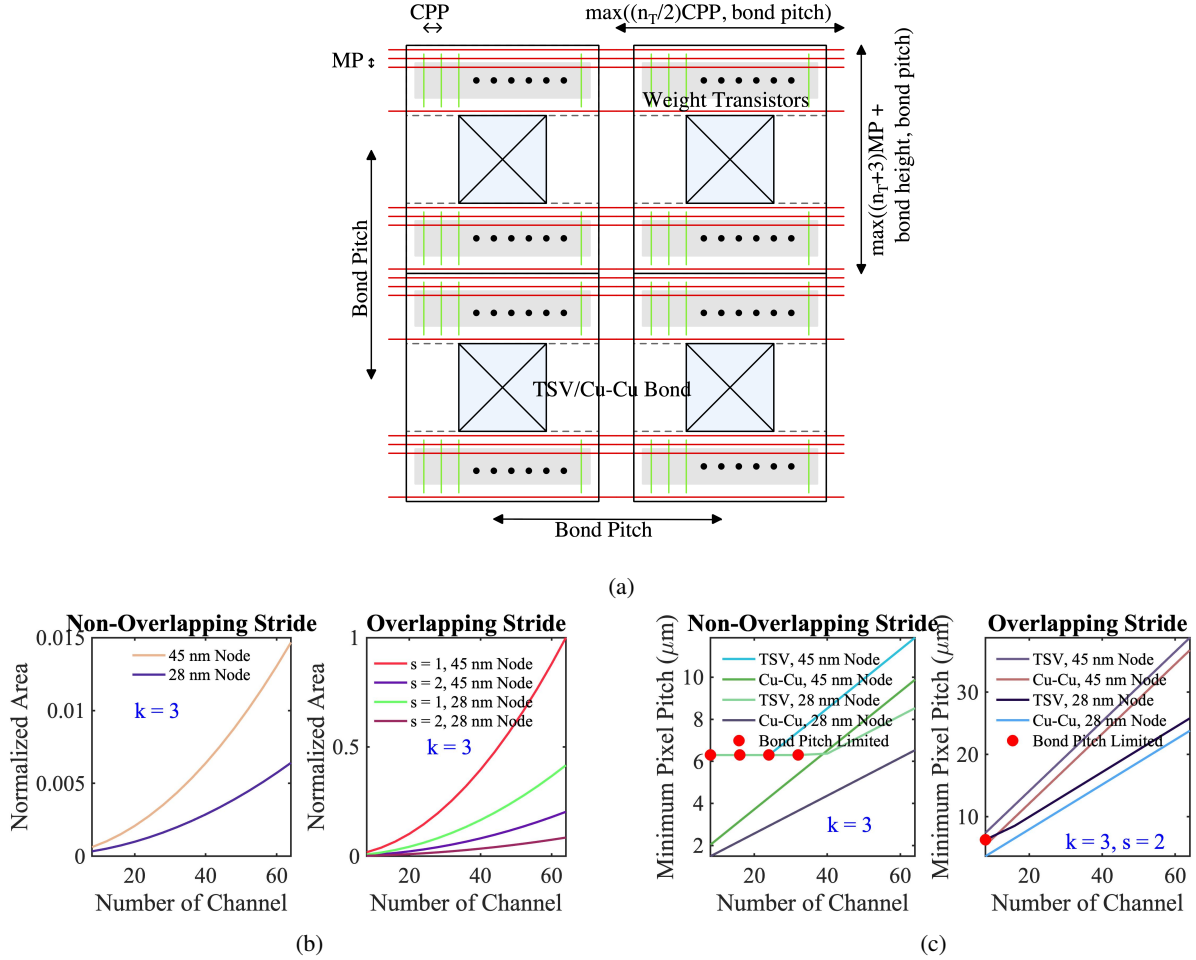 CPP
max((nT/2)CPP, bond pitch)
MP
Weight Transistors
max((nT+3)MP +
bond height, bond pitch)
Bond Pitch
TSV/Cu-Cu Bond
Bond Pitch
(a)
Non-Overlapping Stride
0.015
0.01
0.005
0
Normalized Area
45 nm Node
28 nm Node
k = 3
20
40
60
Number of Channel
Overlapping Stride
1
0.5
0
Normalized Area
s = 1, 45 nm Node
s = 2, 45 nm Node
s = 1, 28 nm Node
s = 2, 28 nm Node
k = 3
20
40
60
Number of Channel
(b)
Non-Overlapping Stride
10
8
6
4
2
Minimum Pixel Pitch (μm)
TSV, 45 nm Node
Cu-Cu, 45 nm Node
TSV, 28 nm Node
Cu-Cu, 28 nm Node
Bond Pitch Limited
k = 3
20
40
60
Number of Channel
Overlapping Stride
30
20
10
Minimum Pixel Pitch (μm)
TSV, 45 nm Node
Cu-Cu, 45 nm Node
TSV, 28 nm Node
Cu-Cu, 28 nm Node
Bond Pitch Limited
k = 3, s = 2
20
40
60
Number of Channel
(c)